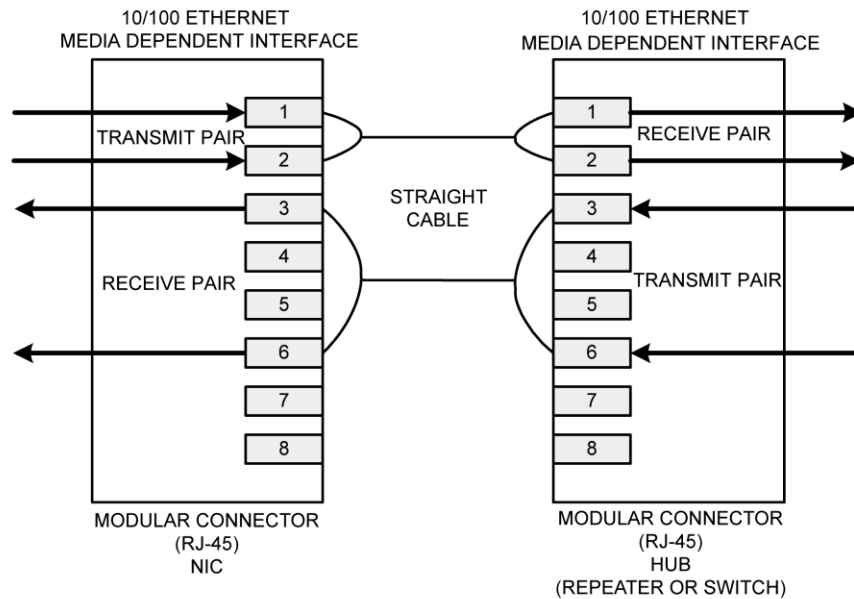 10/100 ETHERNET
MEDIA DEPENDENT INTERFACE
1
TRANSMIT PAIR
2
3
4
RECEIVE PAIR
5
6
7
8
MODULAR CONNECTOR
(RJ-45)
NIC
STRAIGHT
CABLE
10/100 ETHERNET
MEDIA DEPENDENT INTERFACE
1
RECEIVE PAIR
2
3
4
TRANSMIT PAIR
5
6
7
8
MODULAR CONNECTOR
(RJ-45)
HUB
(REPEATER OR SWITCH)